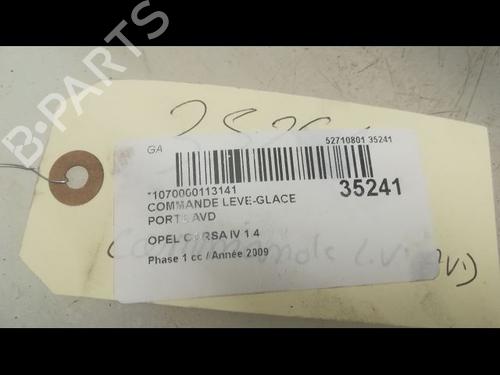 B-PARTS
GA
52710801 35241
*1070000113141
35241
COMMANDE LEVE-GLACE
PORTE AVD
OPEL CORSA IV 1 4
Phase 1 cc / Année 2009